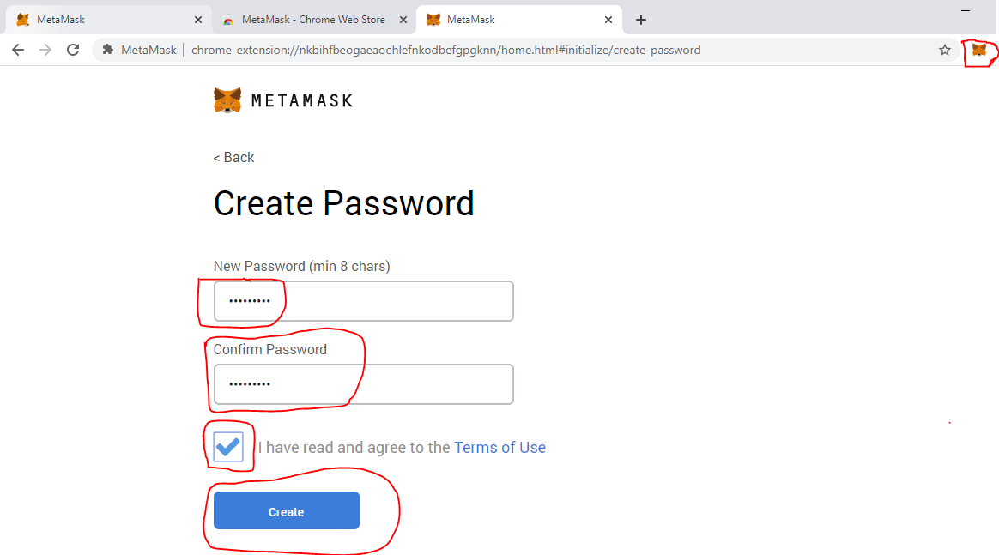 MetaMask
MetaMask - Chrome Web Store
MetaMask
MetaMask | chrome-extension://nkbihfbeogaeaoehlefnkodbefgpgknn/home.html#initialize/create-password
METAMASK
< Back
Create Password
New Password (min 8 chars)
•••••••••
Confirm Password
•••••••••
I have read and agree to the Terms of Use
Create